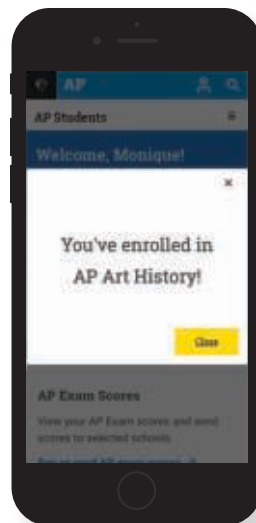 AP
AP Students
Welcome, Monique!
×
You've enrolled in
AP Art History!
Close
AP Exam Scores
View your AP Exam scores and send
scores to selected schools.